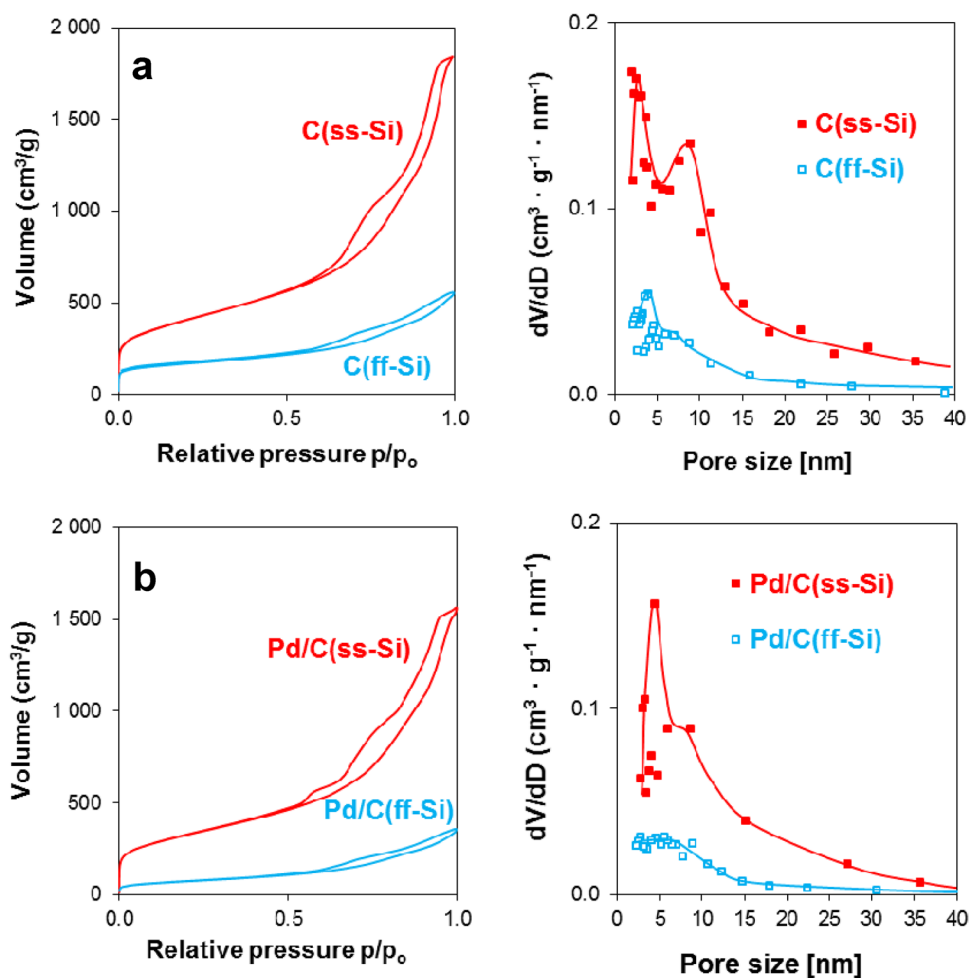 a
Volume (cm³/g)
2 000
1 500
1 000
500
0
C(ss-Si)
C(ff-Si)
0.0
0.5
1.0
Relative pressure p/pₒ
dV/dD (cm³ · g⁻¹ · nm⁻¹)
0.2
0.1
0.0
C(ss-Si)
C(ff-Si)
0 5 10 15 20 25 30 35 40
Pore size [nm]
b
Volume (cm³/g)
2 000
1 500
1 000
500
0
Pd/C(ss-Si)
Pd/C(ff-Si)
0.0
0.5
1.0
Relative pressure p/pₒ
dV/dD (cm³ · g⁻¹ · nm⁻¹)
0.2
0.1
0.0
Pd/C(ss-Si)
Pd/C(ff-Si)
0 5 10 15 20 25 30 35 40
Pore size [nm]